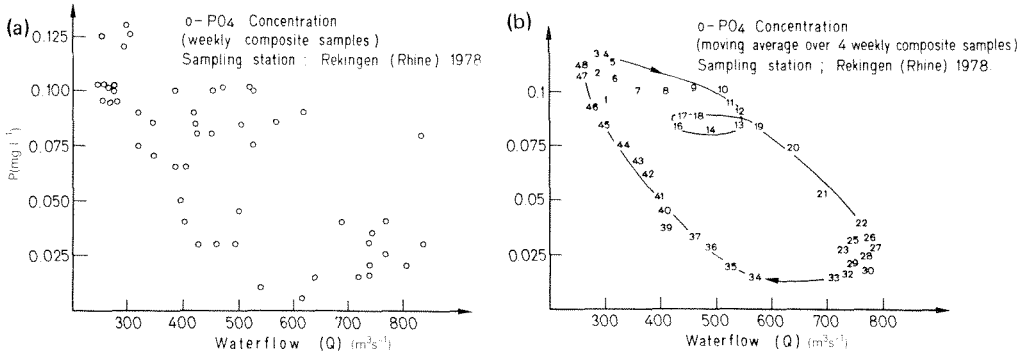 (a)
o-PO4 Concentration
(weekly composite samples)
Sampling station : Rekingen (Rhine) 1978
P(mg l⁻¹)
0.125
0.100
0.075
0.050
0.025
300 400 500 600 700 800
Waterflow (Q) (m³s⁻¹)
(b)
o-PO4 Concentration
(moving average over 4 weekly composite samples)
Sampling station ; Rekingen (Rhine) 1978.
0.1
0.075
0.05
0.025
48 47 46 45 44 43 42 41 40 38 37 36 35 34 33
1 2 3 4 5 6 7 8 9 10 11 12 13 14 16 17 18 19 20 21 22
23 25 26 27 28 29 30 32
300 400 500 600 700 800
Waterflow (Q) (m³s⁻¹)